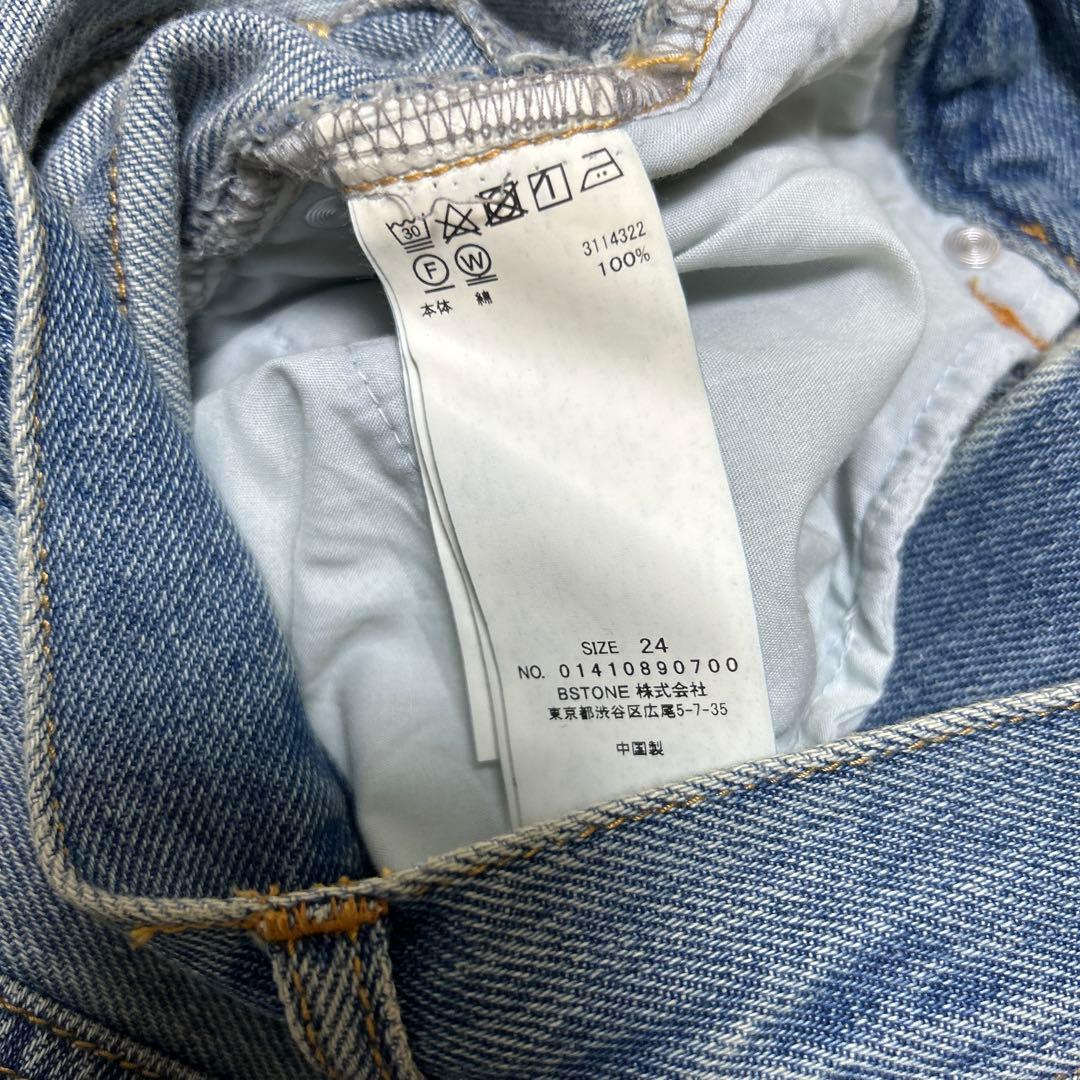 30
F W
3114322
本体 綿 100%
SIZE 24
NO. 01410890700
BSTONE 株式会社
東京都渋谷区広尾5-7-35
中国製